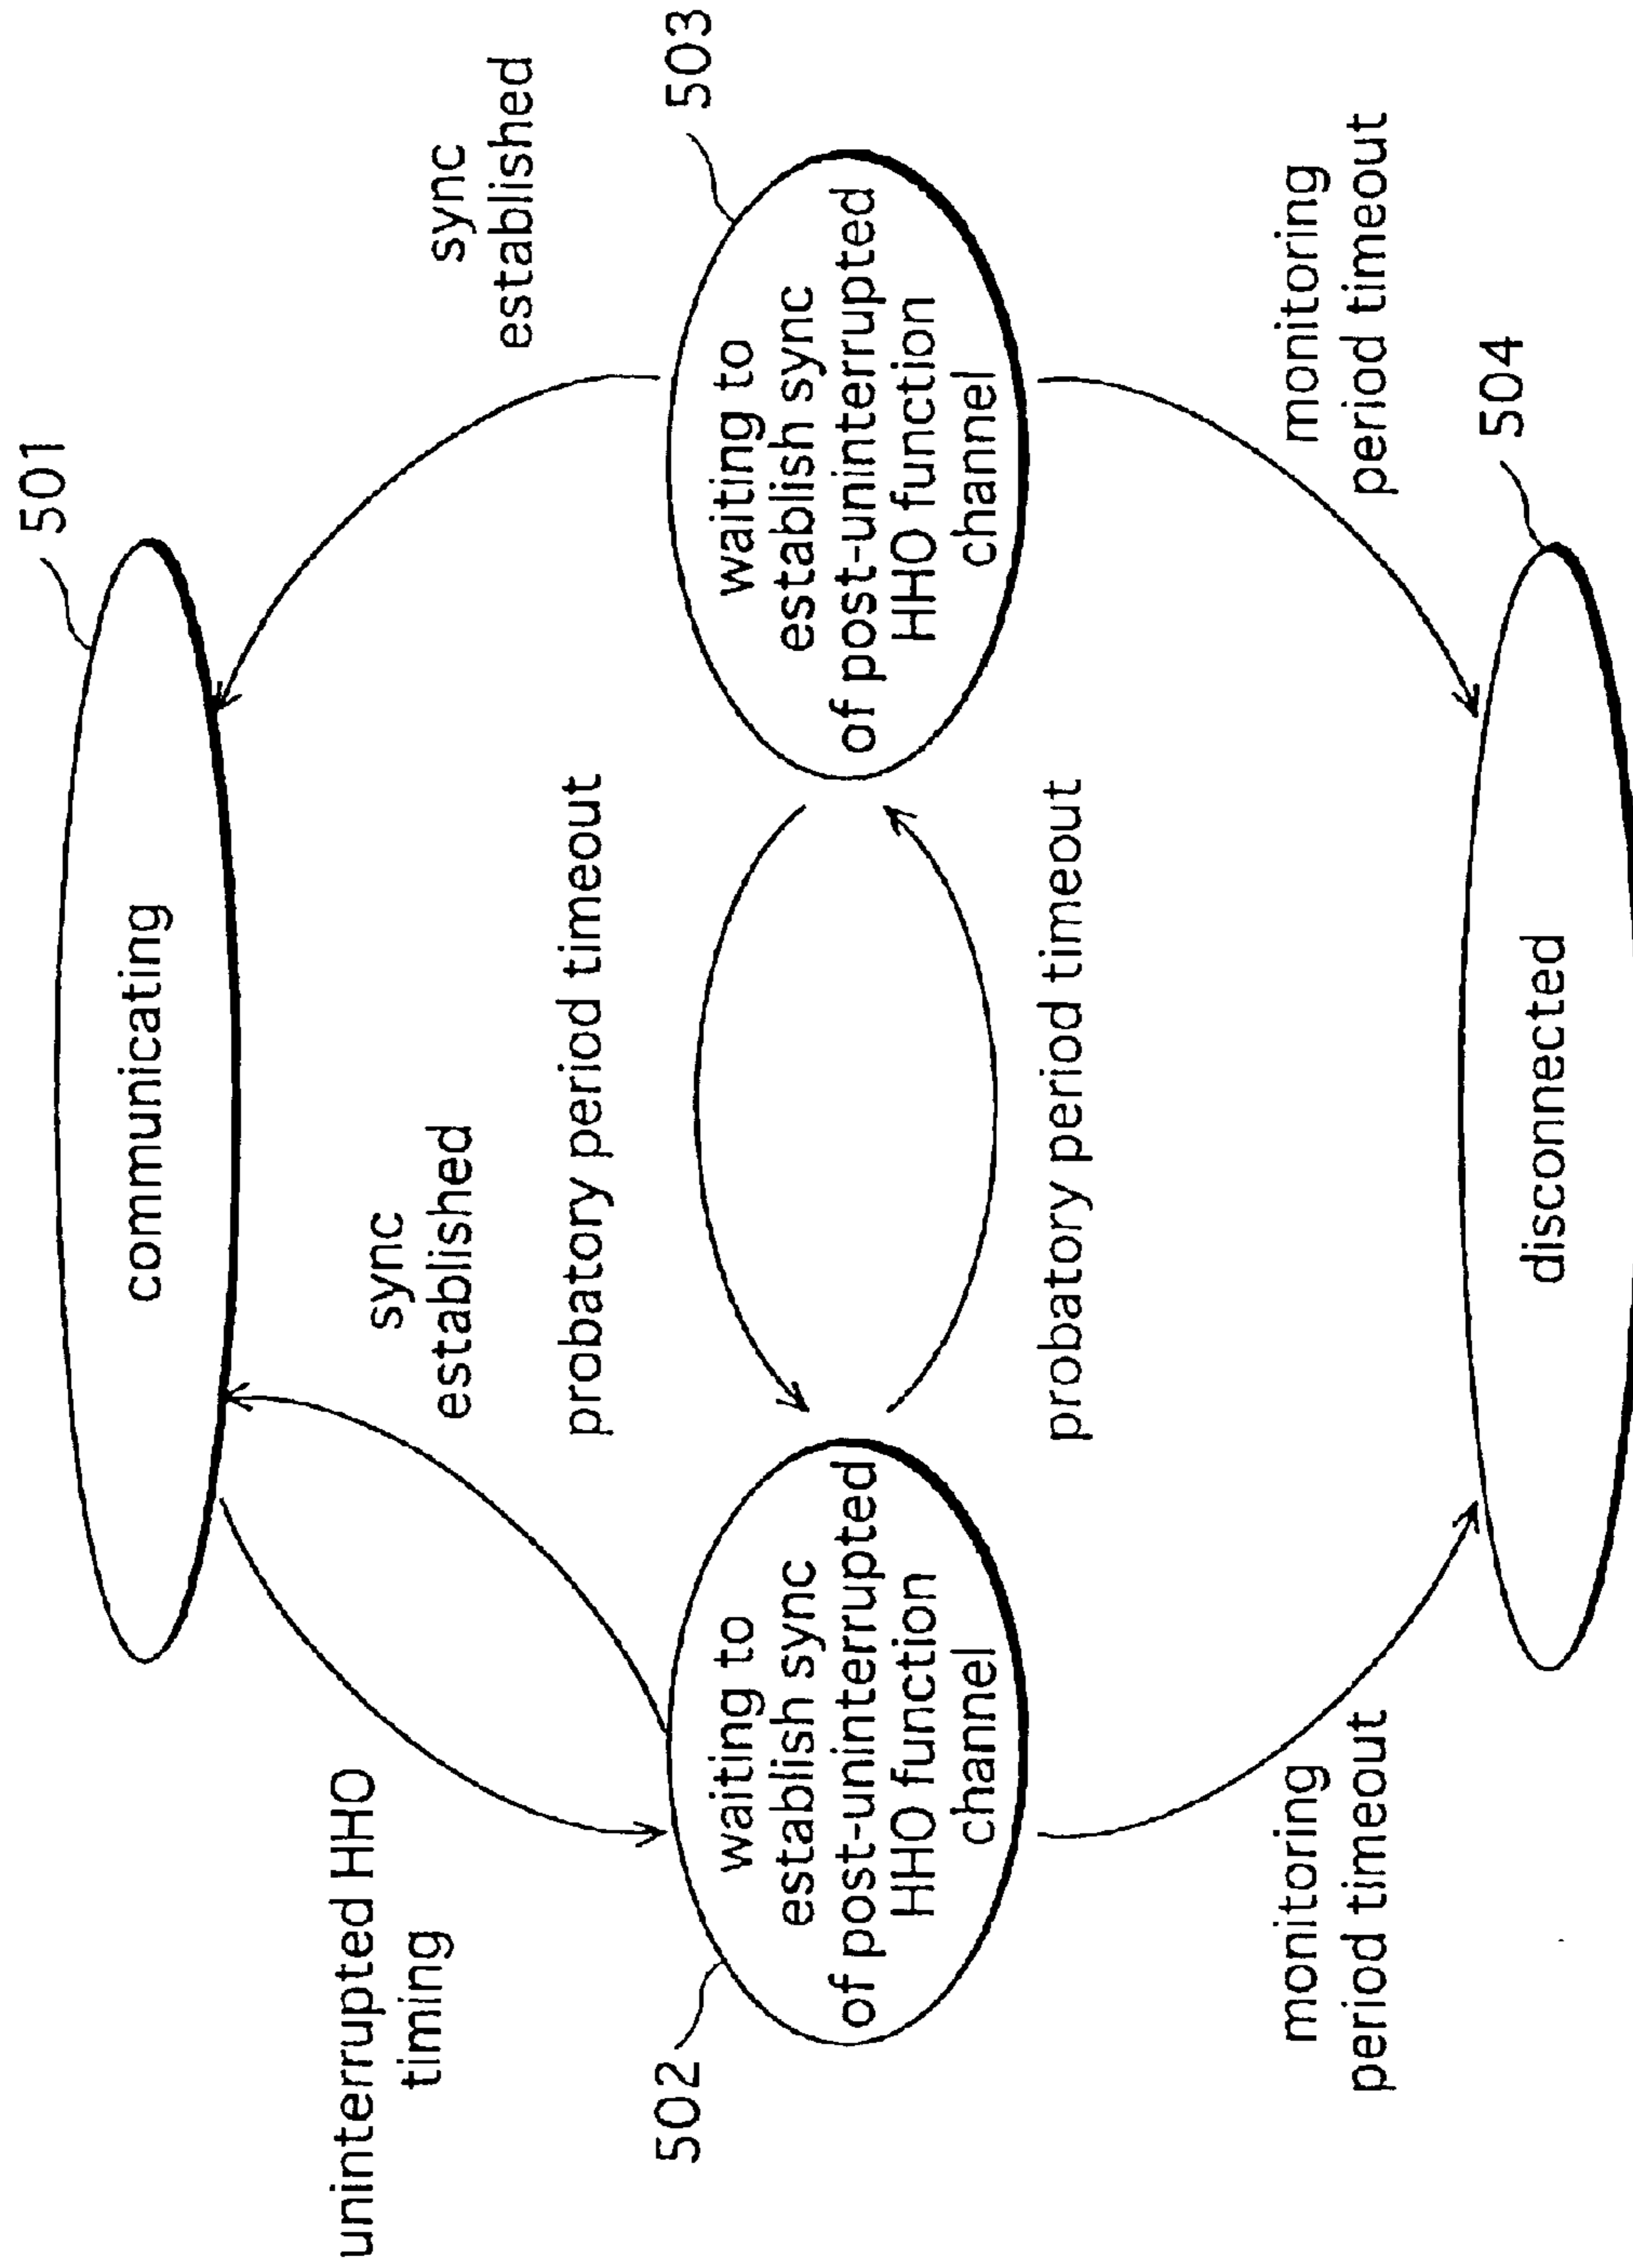 501
communicating
uninterrupted HHO
timing
sync
established
sync
established
502
503
probatory period timeout
waiting to
establish sync
of post-uninterrupted
HHO function
channel
waiting to
establish sync
of post-uninterrupted
HHO function
channel
probatory period timeout
monitoring
period timeout
monitoring
period timeout
504
disconnected